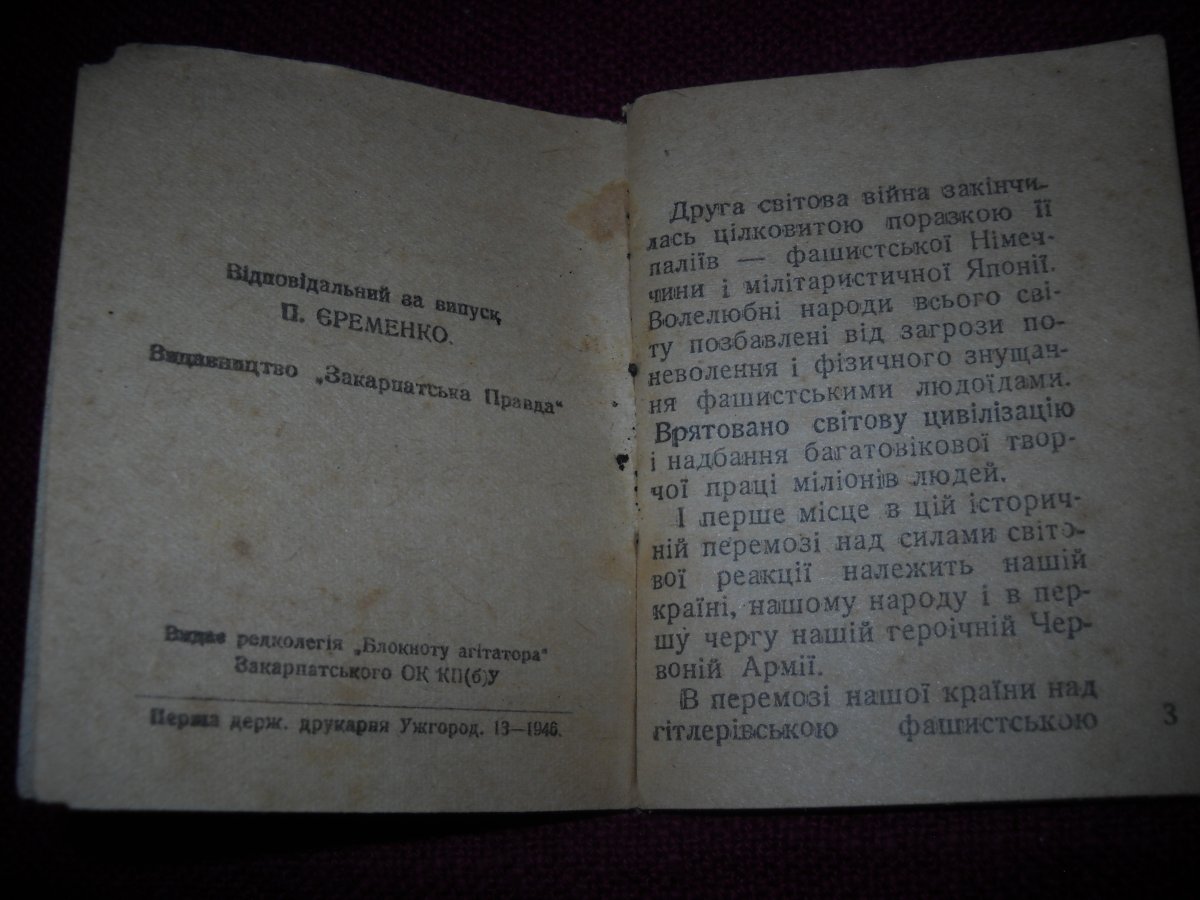 Відповідальний за випуск
П. ЄРЕМЕНКО.
Видавництво „Закарпатська Правда“
Видає редколегія „Блокноту агітатора“
Закарпатського ОК КП(б)У
Перша держ. друкарня Ужгород. 13—1946.
Друга світова війна закінчи-
лась цілковитою поразкою її
паліїв — фашистської Німеч-
чини і мілітаристичної Японії.
Волелюбні народи всього сві-
ту позбавлені від загрози по-
неволення і фізичного знущач-
ня фашистськими людоїдами.
Врятовано світову цивілізацію
і надбання багатовікової твор-
чої праці міліонів людей.
І перше місце в цій історич-
ній перемозі над силами світо-
вої реакції належить нашій
країні, нашому народу і в пер-
шу чергу нашій героїчній Чер-
воній Армії.
В перемозі нашої країни над
гітлерівською фашистською
3